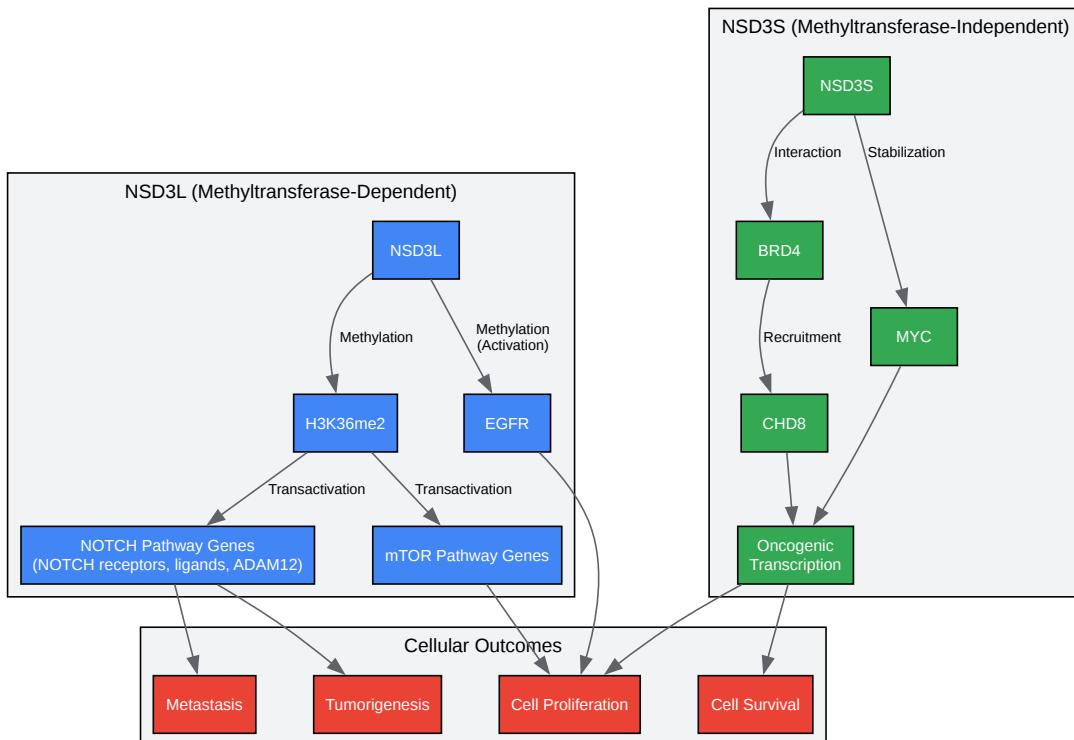 NSD3S (Methyltransferase-Independent)
NSD3S
Interaction
Stabilization
NSD3L (Methyltransferase-Dependent)
NSD3L
BRD4
Methylation
Methylation
(Activation)
Recruitment
MYC
H3K36me2
EGFR
CHD8
Transactivation
Transactivation
NOTCH Pathway Genes
(NOTCH receptors, ligands, ADAM12)
mTOR Pathway Genes
Oncogenic
Transcription
Cellular Outcomes
Metastasis
Tumorigenesis
Cell Proliferation
Cell Survival